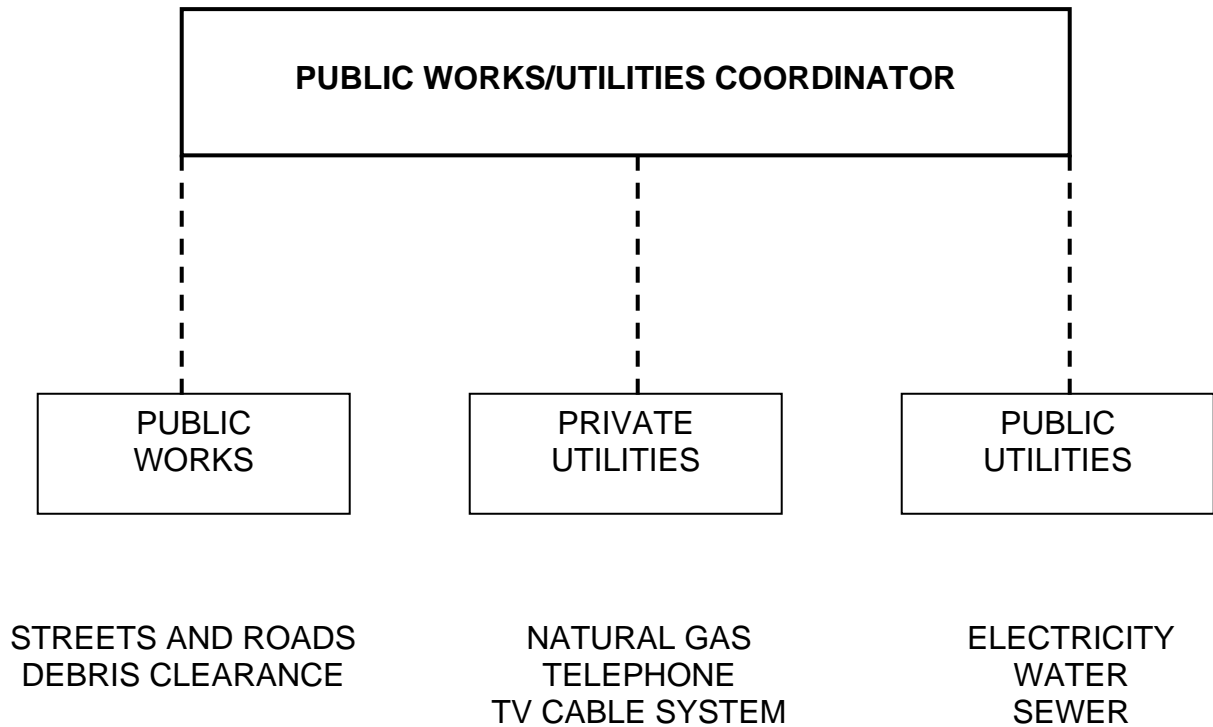 PUBLIC WORKS/UTILITIES COORDINATOR
PUBLIC
WORKS
PRIVATE
UTILITIES
PUBLIC
UTILITIES
STREETS AND ROADS
DEBRIS CLEARANCE
NATURAL GAS
TELEPHONE
TV CABLE SYSTEM
ELECTRICITY
WATER
SEWER